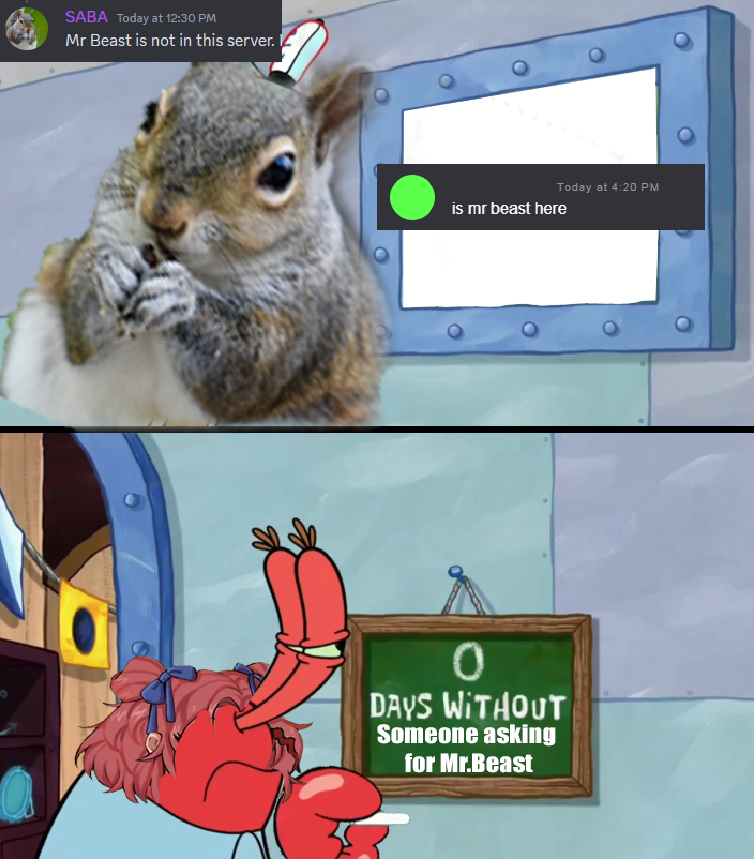 SABA Today at 12:30 PM
Mr Beast is not in this server.
Today at 4:20 PM
is mr beast here
0
DAYS WiTHOUT
Someone asking
for Mr.Beast